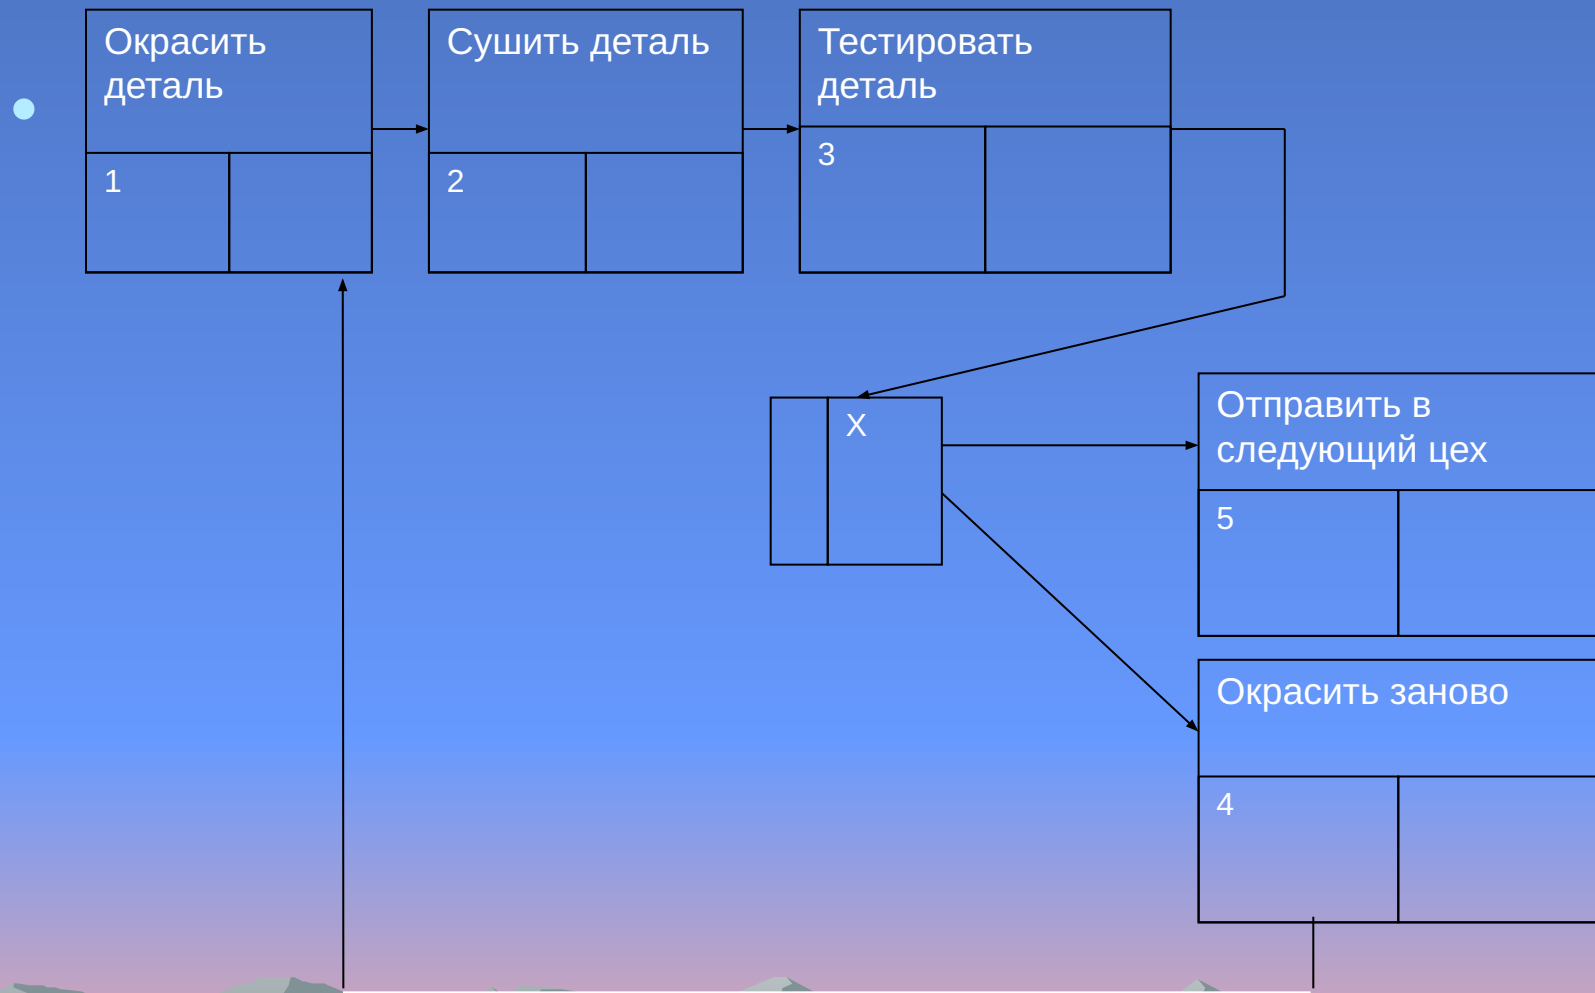 Окрасить
деталь
1
Сушить деталь
2
Тестировать
деталь
3
X
Отправить в
следующий цех
5
Окрасить заново
4